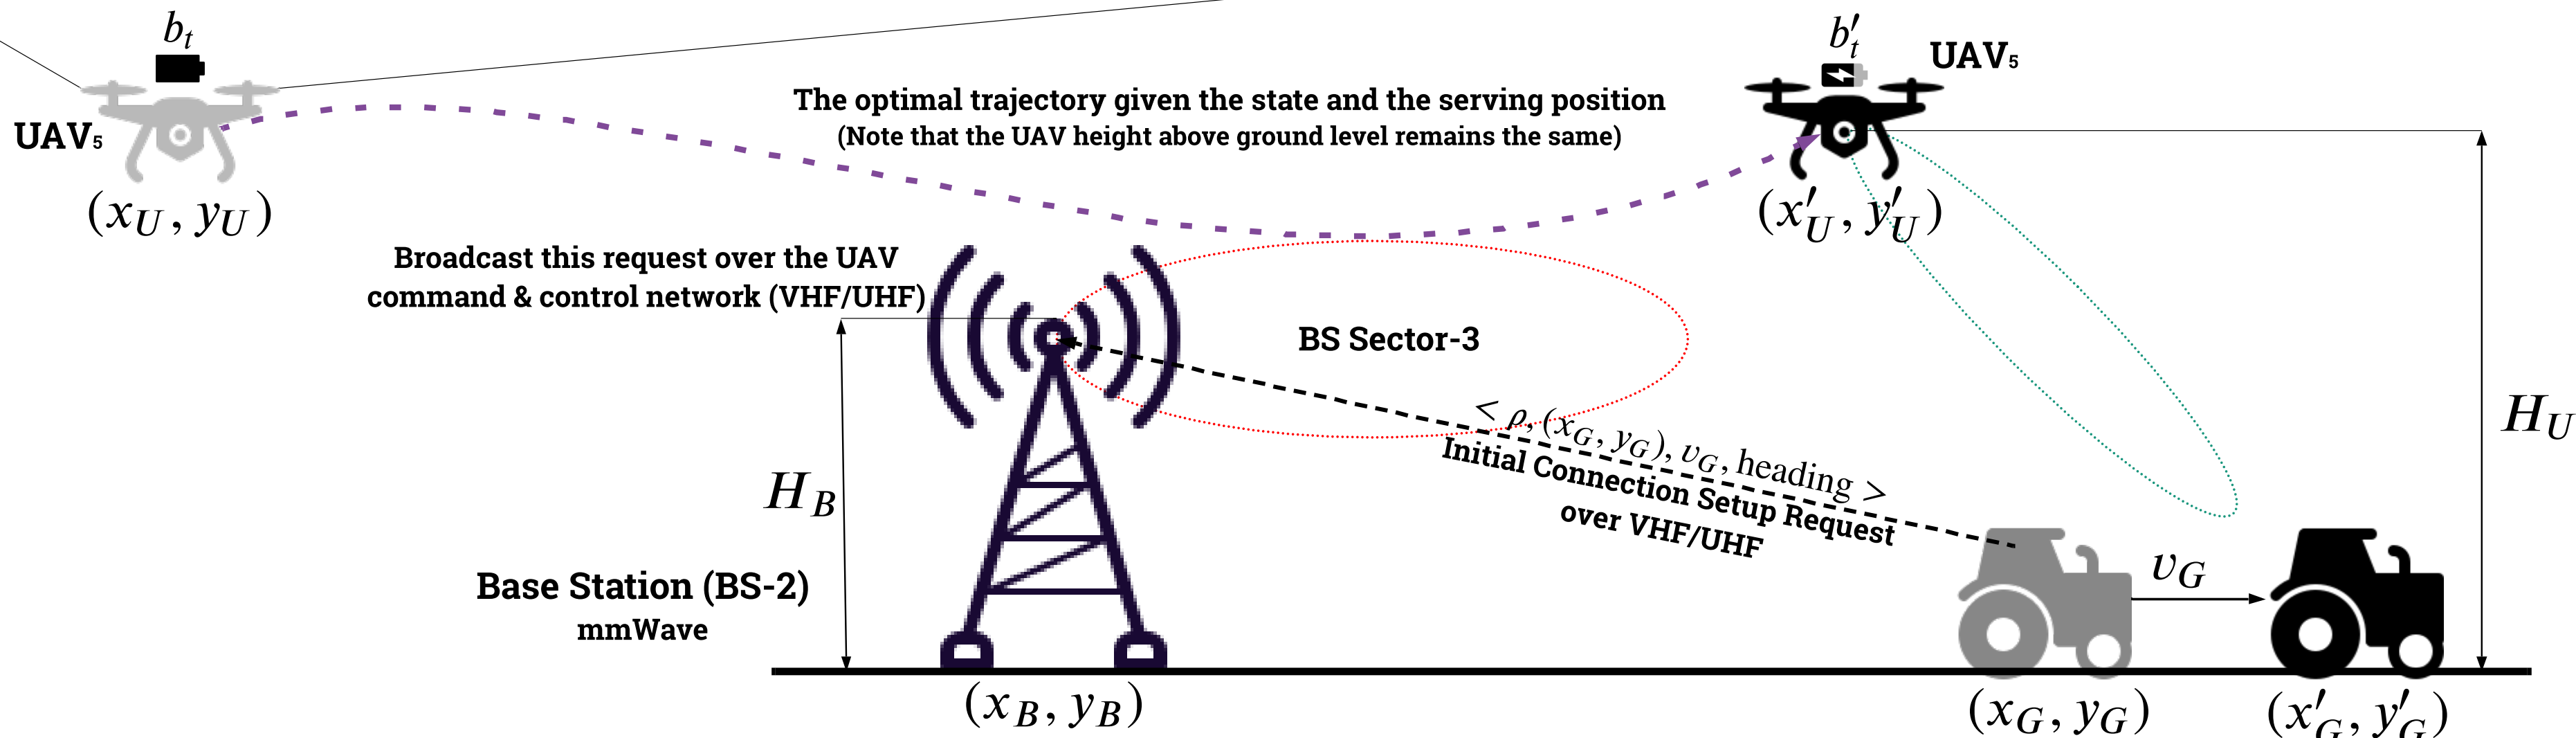 b_t
UAV₅
(x_U, y_U)
The optimal trajectory given the state and the serving position
(Note that the UAV height above ground level remains the same)
b′_t
UAV₅
(x′_U, y′_U)
Broadcast this request over the UAV
command & control network (VHF/UHF)
BS Sector-3
< ρ, (x_G, y_G), v_G, heading >
Initial Connection Setup Request
over VHF/UHF
H_B
H_U
Base Station (BS-2)
mmWave
v_G
(x_B, y_B)
(x_G, y_G)
(x′_G, y′_G)